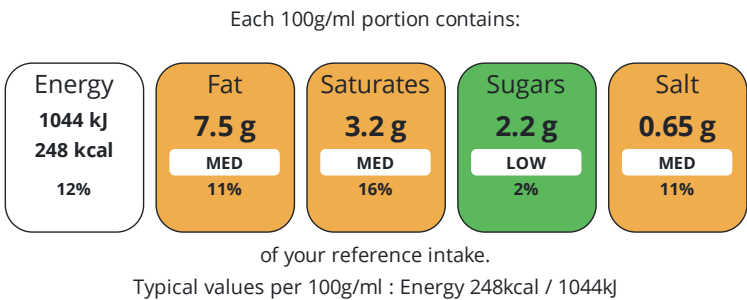 Each 100g/ml portion contains:
Energy Fat Saturates Sugars Salt
1044 kJ 7.5 g 3.2 g 2.2 g 0.65 g
248 kcal MED MED LOW MED
12% 11% 16% 2% 11%
of your reference intake.
Typical values per 100g/ml : Energy 248kcal / 1044kJ